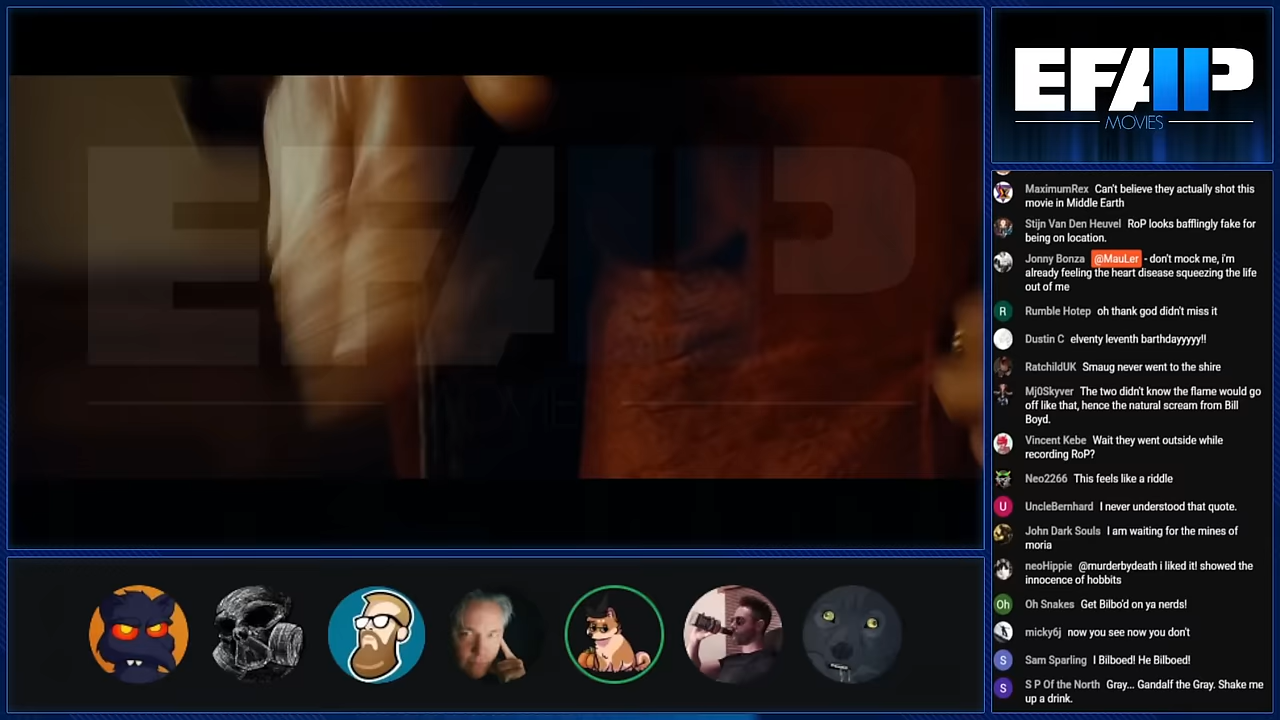 EFAP
MOVIES
EFAP
MOVIES
MaximumRex Can't believe they actually shot this
movie in Middle Earth
Stijn Van Den Heuvel RoP looks bafflingly fake for
being on location.
Jonny Bonza @MauLer - don't mock me, i'm
already feeling the heart disease squeezing the life
out of me
R
Rumble Hotep oh thank god didn't miss it
Dustin C elventy leventh barthdayyyyy!!
RatchildUK Smaug never went to the shire
Mj0Skyver The two didn't know the flame would go
off like that, hence the natural scream from Bill
Boyd.
Vincent Kebe Wait they went outside while
recording RoP?
Neo2266 This feels like a riddle
U
UncleBernhard I never understood that quote.
John Dark Souls I am waiting for the mines of
moria
neoHippie @murderbydeath i liked it! showed the
innocence of hobbits
Oh
Oh Snakes Get Bilbo'd on ya nerds!
micky6j now you see now you don't
S
Sam Sparling I Bilboed! He Bilboed!
S
S P Of the North Gray... Gandalf the Gray. Shake me
up a drink.